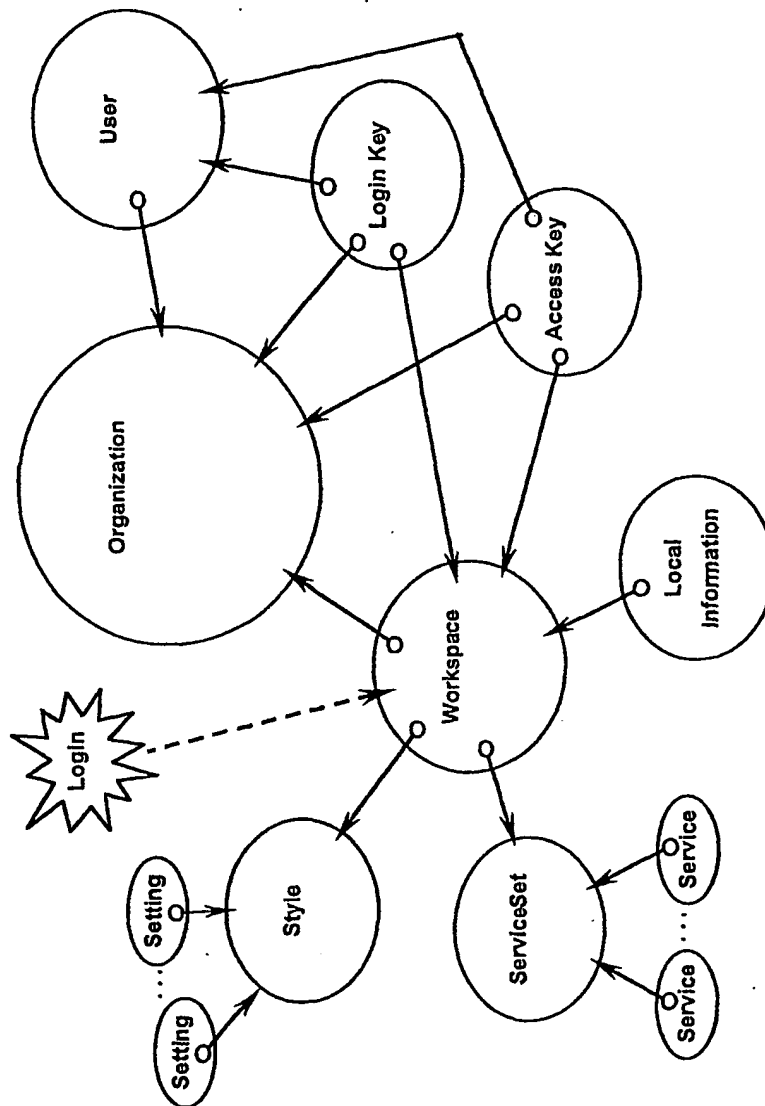 Login
Organization
User
Setting
...
Setting
Style
Login Key
Workspace
ServiceSet
Access Key
Local
Information
Service
...
Service